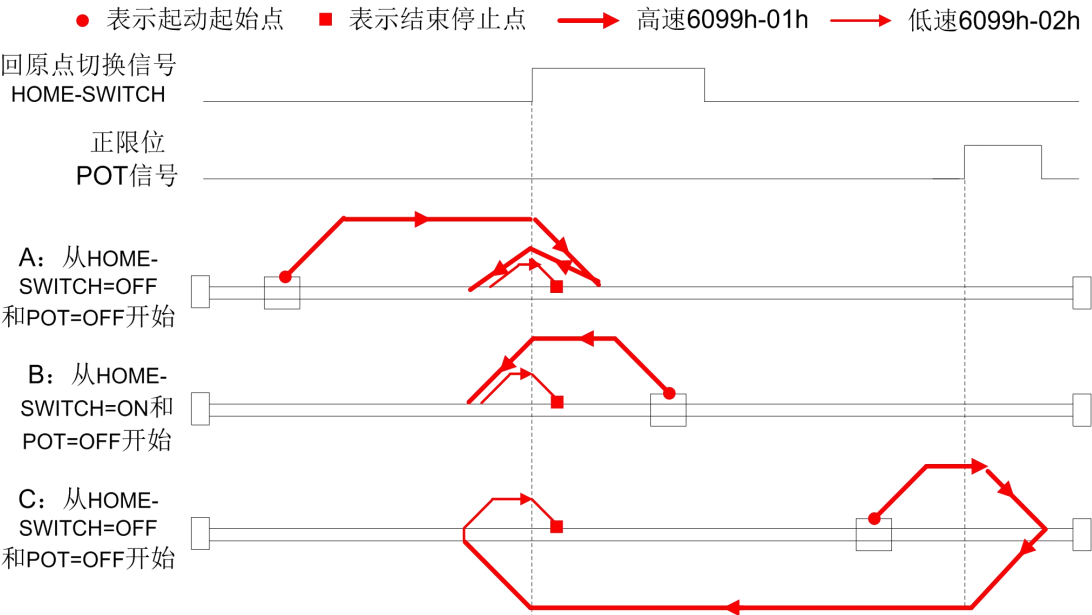 表示起动起始点 表示结束停止点 高速6099h-01h 低速6099h-02h
回原点切换信号
HOME-SWITCH
正限位
POT信号
A：从HOME-
SWITCH=OFF
和POT=OFF开始
B：从HOME-
SWITCH=ON和
POT=OFF开始
C：从HOME-
SWITCH=OFF
和POT=OFF开始